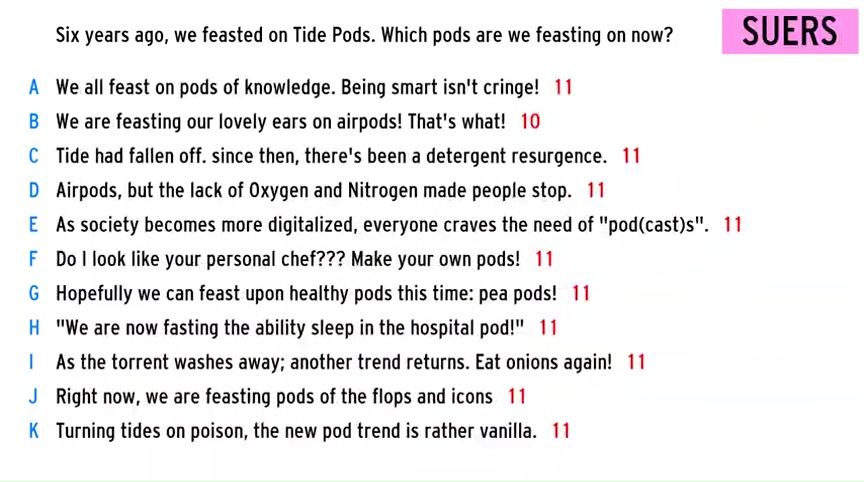 Six years ago, we feasted on Tide Pods. Which pods are we feasting on now?
SUERS
A We all feast on pods of knowledge. Being smart isn't cringe! 11
B We are feasting our lovely ears on airpods! That's what! 10
C Tide had fallen off. since then, there's been a detergent resurgence. 11
D Airpods, but the lack of Oxygen and Nitrogen made people stop. 11
E As society becomes more digitalized, everyone craves the need of "pod(cast)s". 11
F Do I look like your personal chef??? Make your own pods! 11
G Hopefully we can feast upon healthy pods this time: pea pods! 11
H "We are now fasting the ability sleep in the hospital pod!" 11
I As the torrent washes away; another trend returns. Eat onions again! 11
J Right now, we are feasting pods of the flops and icons 11
K Turning tides on poison, the new pod trend is rather vanilla. 11